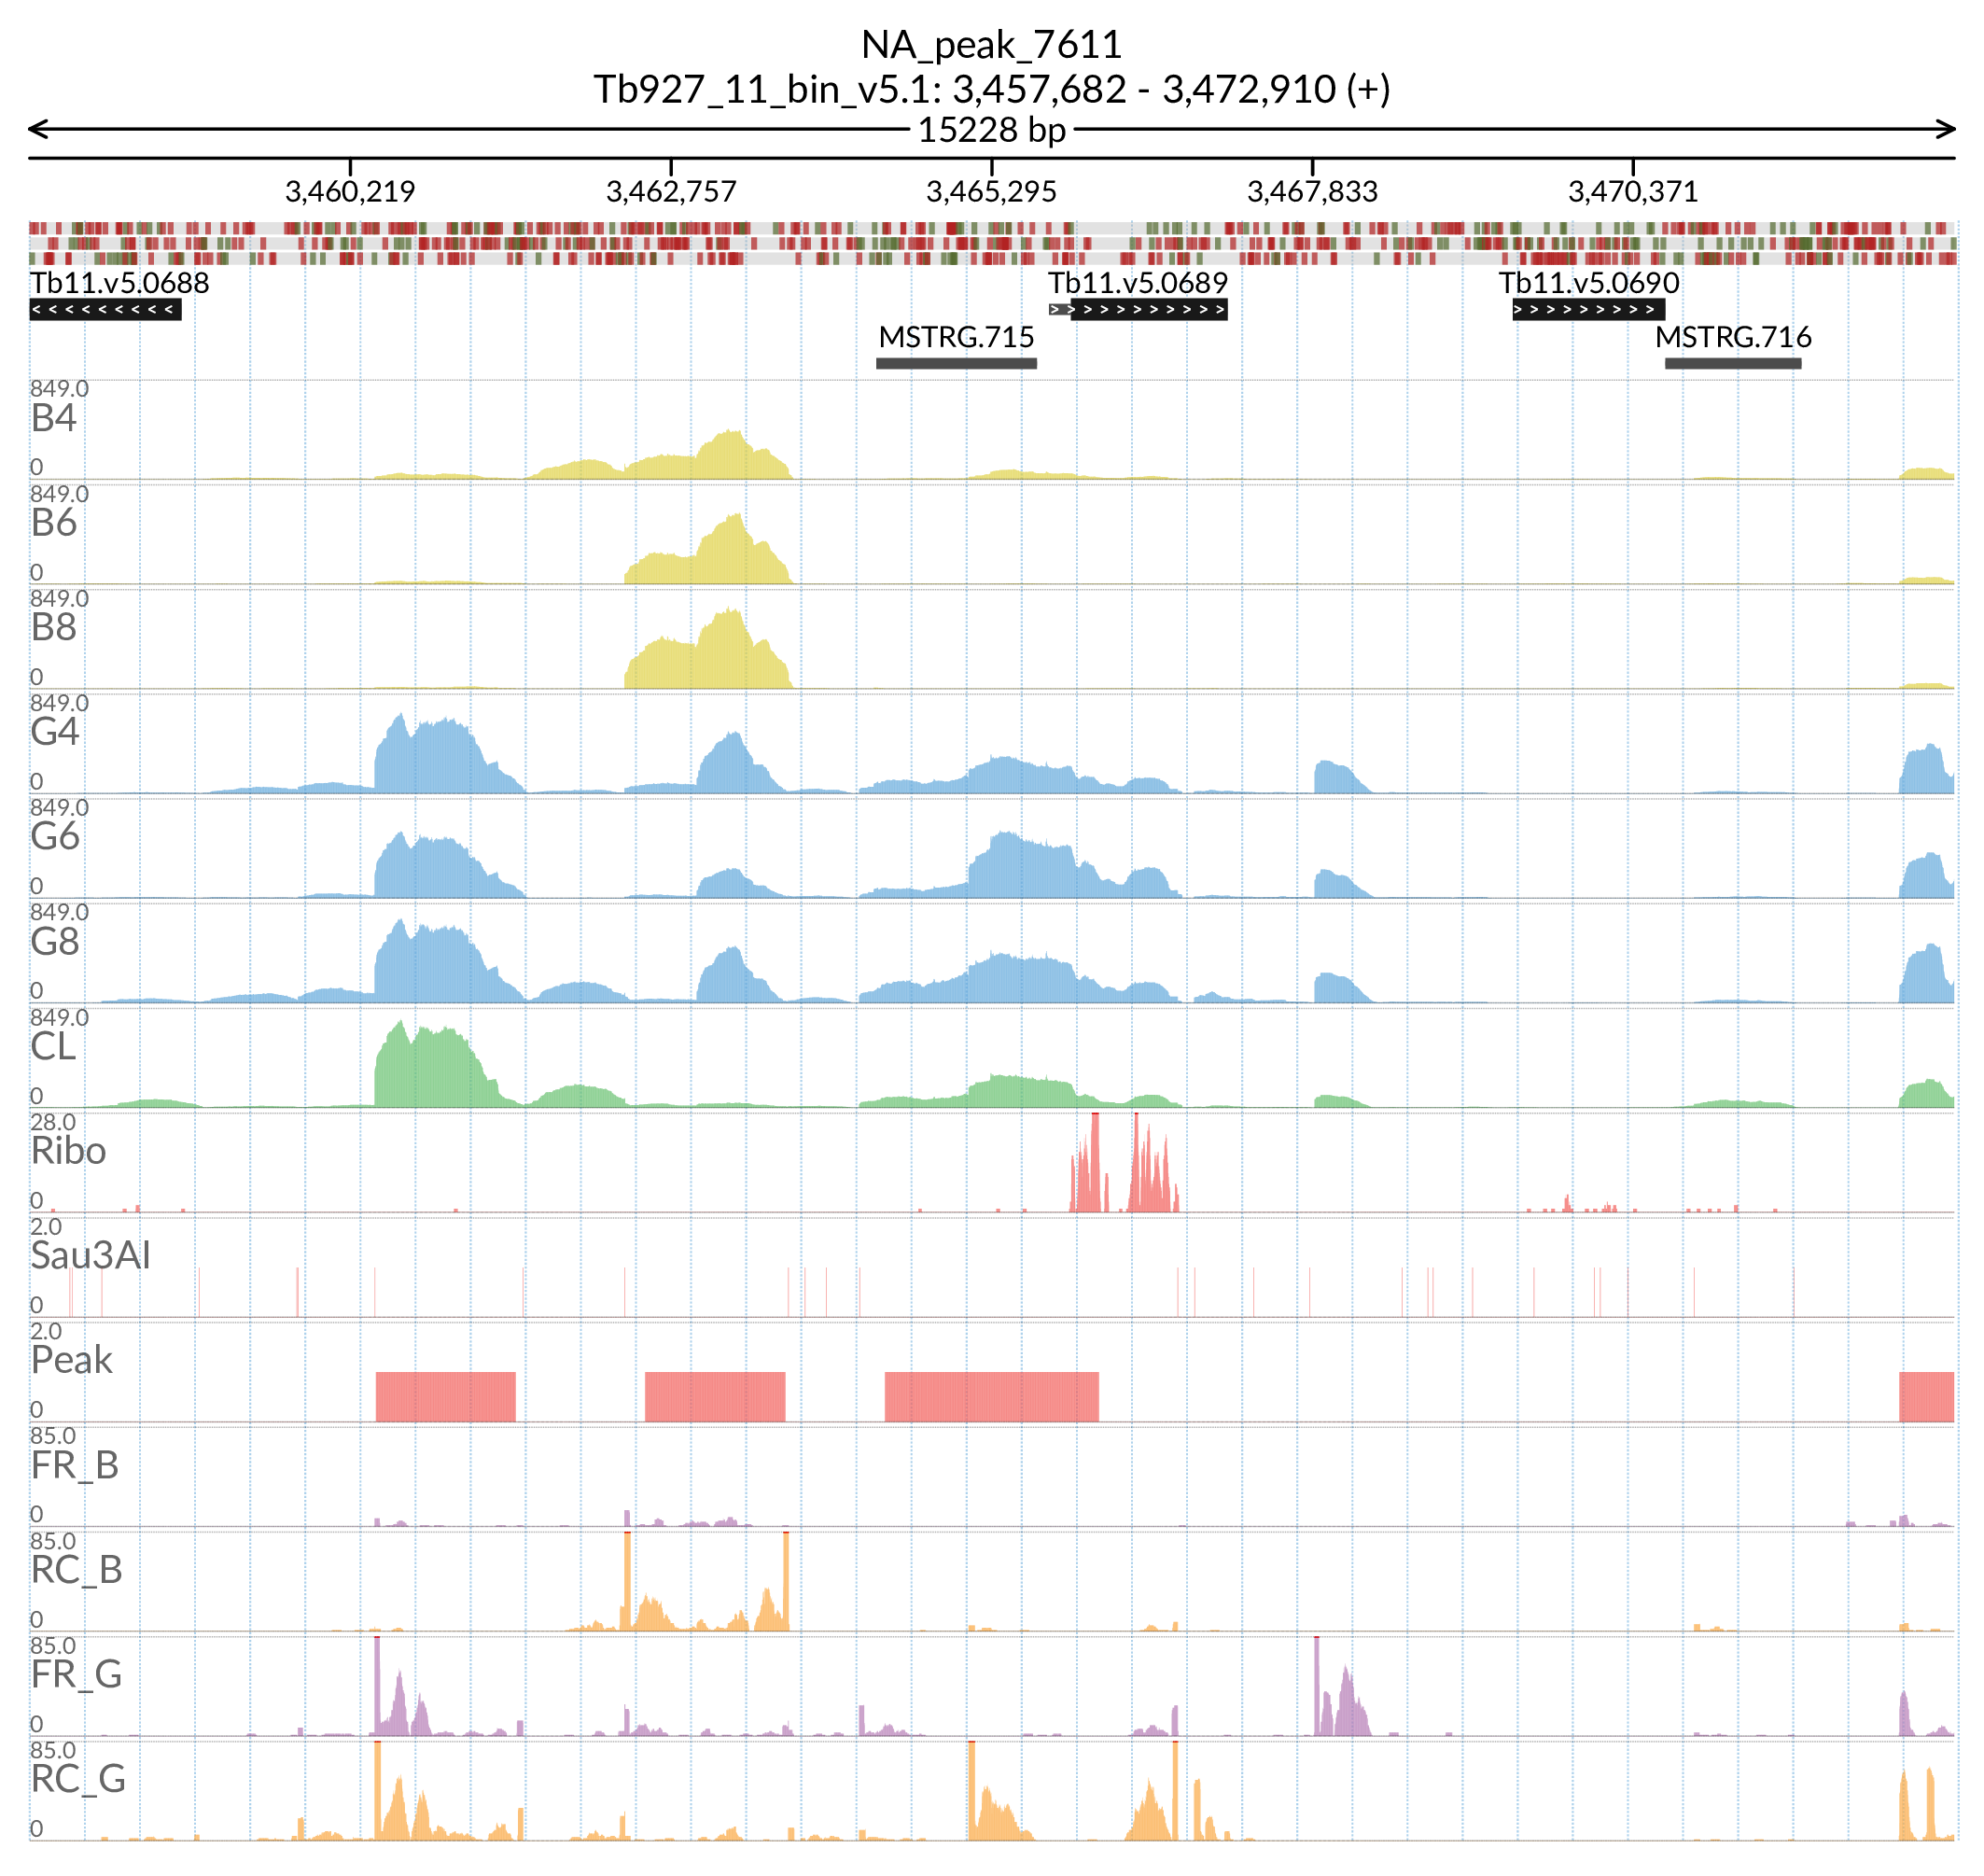 NA_peak_7611
Tb927_11_bin_v5.1: 3,457,682 - 3,472,910 (+)
15228 bp
3,460,219 3,462,757 3,465,295 3,467,833 3,470,371
Tb11.v5.0688 Tb11.v5.0689 Tb11.v5.0690
MSTRG.715 MSTRG.716
849.0
B4
0
849.0
B6
0
849.0
B8
0
849.0
G4
0
849.0
G6
0
849.0
G8
0
849.0
CL
0
28.0
Ribo
0
2.0
Sau3AI
0
2.0
Peak
0
85.0
FR_B
0
85.0
RC_B
0
85.0
FR_G
0
85.0
RC_G
0